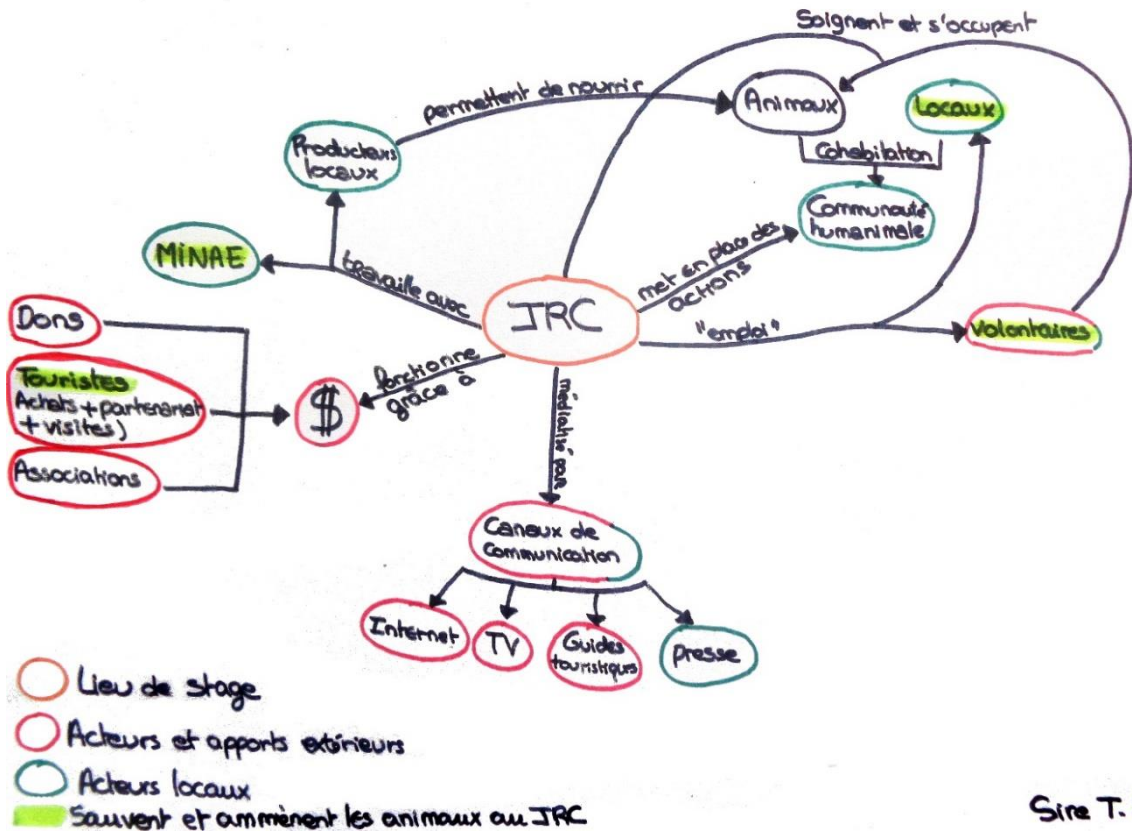 Soignent et s'occupent
permettent de nourrir
Animaux
Locaux
Producteurs
locaux
Cohabitation
Communauté
humanimale
MINAE
travaille avec
JRC
met en place des
actions
"emploi"
Volontaires
Dons
Touristes
Achats + partenariat
+ visites)
Associations
$
fonctionne
grâce à
médiatisé par
Canaux de
communication
Internet
TV
Guides
touristiques
presse
Lieu de stage
Acteurs et apports extérieurs
Acteurs locaux
Sauvent et ammènent les animaux au JRC
Sire T.